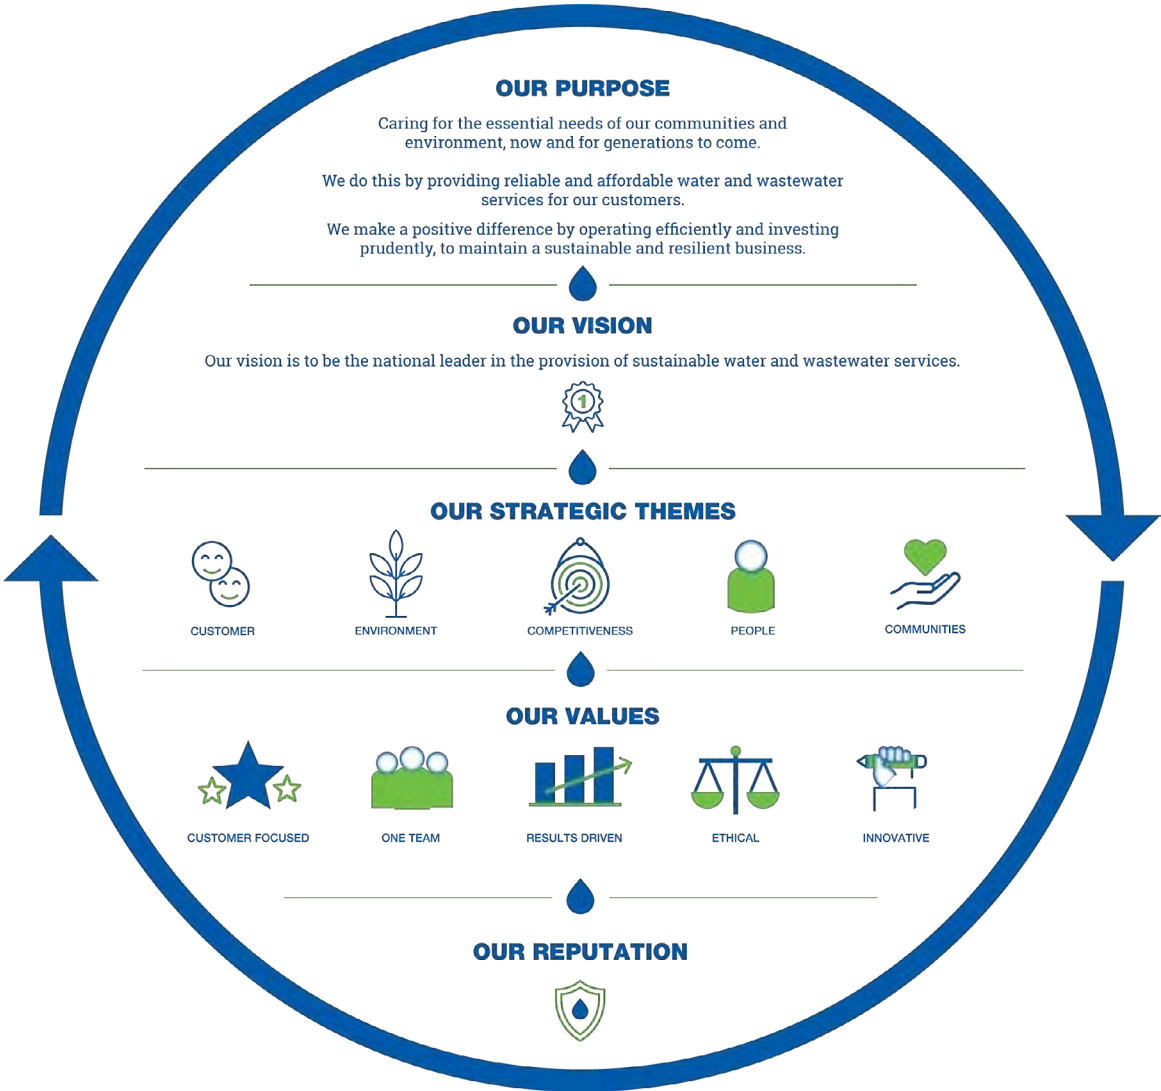 OUR PURPOSE
Caring for the essential needs of our communities and
environment, now and for generations to come.
We do this by providing reliable and affordable water and wastewater
services for our customers.
We make a positive difference by operating efficiently and investing
prudently, to maintain a sustainable and resilient business.
OUR VISION
Our vision is to be the national leader in the provision of sustainable water and wastewater services.
1
OUR STRATEGIC THEMES
CUSTOMER
ENVIRONMENT
COMPETITIVENESS
PEOPLE
COMMUNITIES
OUR VALUES
CUSTOMER FOCUSED
ONE TEAM
RESULTS DRIVEN
ETHICAL
INNOVATIVE
OUR REPUTATION